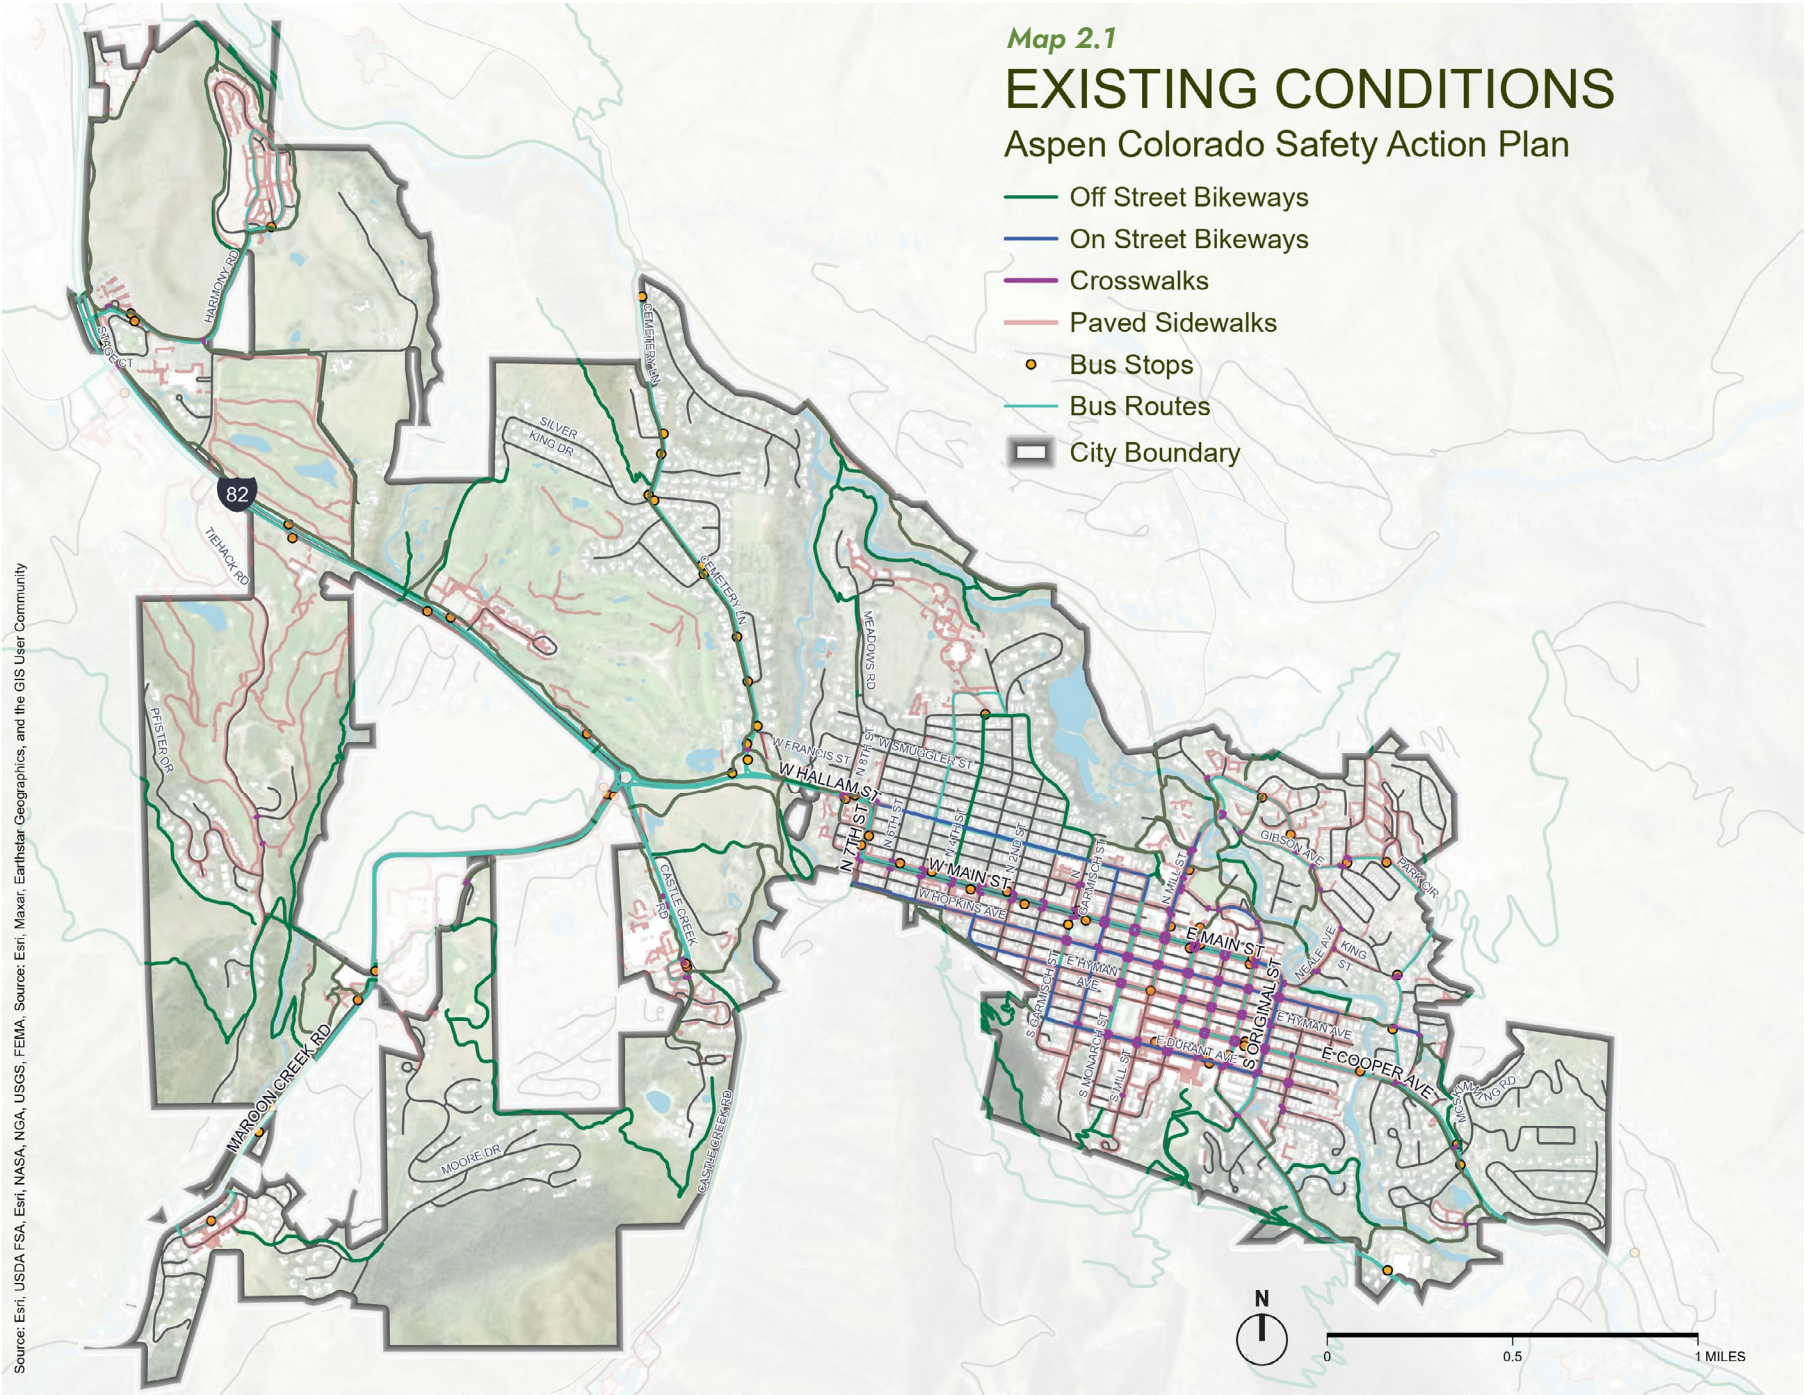 Map 2.1
EXISTING CONDITIONS
Aspen Colorado Safety Action Plan
Off Street Bikeways
On Street Bikeways
Crosswalks
Paved Sidewalks
Bus Stops
Bus Routes
City Boundary
HARMONY RD
STAGE CT
82
TIEHACK RD
CEMETERY LN
SILVER
KING DR
CEMETERY LN
MEADOWS RD
PFISTER DR
W FRANCIS ST
N 8TH ST
W SMUGGLER ST
W HALLAM ST
N 7TH ST
N 6TH ST
N 4TH ST
N 2ND ST
N
GARMISCH ST
N MILL ST
GIBSON AVE
PARK CIR
W MAIN ST
W HOPKINS AVE
CASTLE CREEK
RD
E MAIN ST
NEALE AVE
KING
ST
E HYMAN
AVE
S GARMISCH ST
S ORIGINAL ST
E HYMAN AVE
E DURANT AVE
E COOPER AVE
S MONARCH ST
S MILL ST
MCSKIMMING RD
MAROON CREEK RD
MOORE DR
CASTLE CREEK RD
N
0
0.5
1 MILES
Source: Esri, USDA FSA, Esri, NASA, NGA, USGS, FEMA, Source: Esri, Maxar, Earthstar Geographics, and the GIS User Community